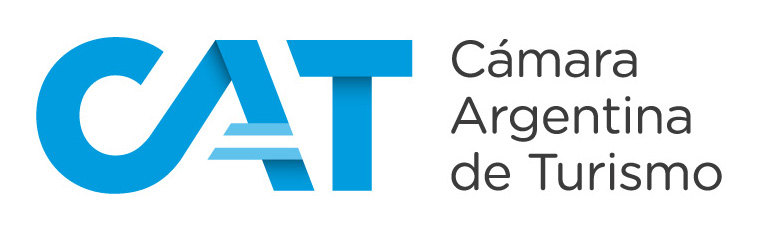 CAT
Cámara
Argentina
de Turismo